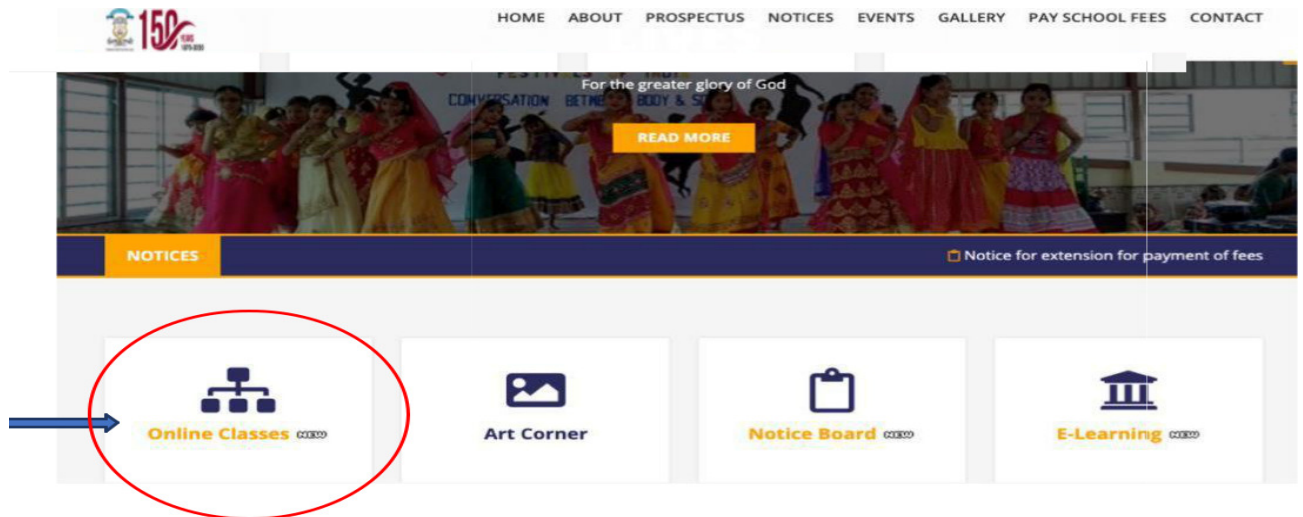 150
YEARS
HOME ABOUT PROSPECTUS NOTICES EVENTS GALLERY PAY SCHOOL FEES CONTACT
CONVERSATION BETWEEN BODY & SOUL
For the greater glory of God
READ MORE
NOTICES
Notice for extension for payment of fees
Online Classes NEW
Art Corner
Notice Board NEW
E-Learning NEW